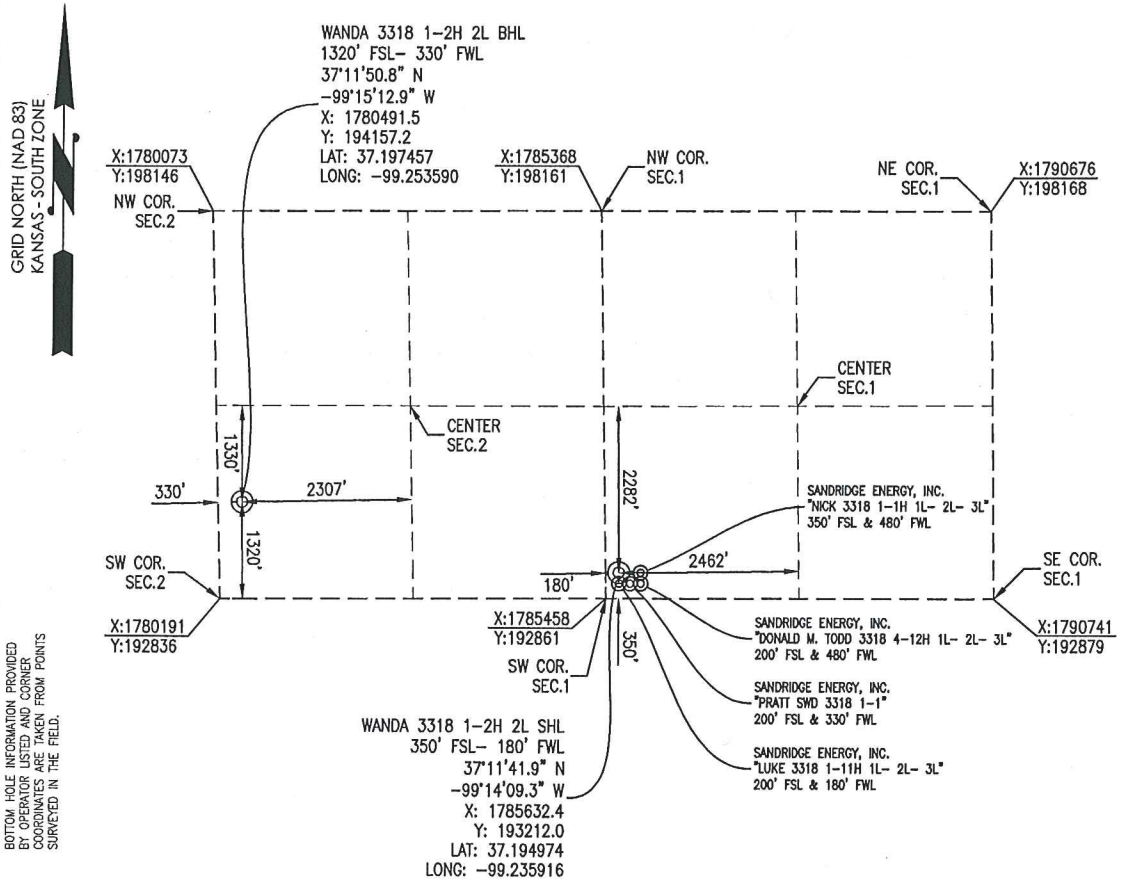 GRID NORTH (NAD 83)
KANSAS - SOUTH ZONE
WANDA 3318 1-2H 2L BHL
1320' FSL- 330' FWL
37°11'50.8" N
-99°15'12.9" W
X: 1780491.5
Y: 194157.2
LAT: 37.197457
LONG: -99.253590
X:1780073
Y:198146
NW COR.
SEC.2
X:1785368
Y:198161
NW COR.
SEC.1
NE COR.
SEC.1
X:1790676
Y:198168
CENTER
SEC.1
CENTER
SEC.2
1330'
330'
2307'
1320'
2282'
SANDRIDGE ENERGY, INC.
"NICK 3318 1-1H 1L- 2L- 3L"
350' FSL & 480' FWL
2462'
180'
350'
SW COR.
SEC.2
X:1780191
Y:192836
X:1785458
Y:192861
SW COR.
SEC.1
SE COR.
SEC.1
X:1790741
Y:192879
SANDRIDGE ENERGY, INC.
"DONALD M. TODD 3318 4-12H 1L- 2L- 3L"
200' FSL & 480' FWL
SANDRIDGE ENERGY, INC.
"PRATT SWD 3318 1-1"
200' FSL & 330' FWL
SANDRIDGE ENERGY, INC.
"LUKE 3318 1-11H 1L- 2L- 3L"
200' FSL & 180' FWL
WANDA 3318 1-2H 2L SHL
350' FSL- 180' FWL
37°11'41.9" N
-99°14'09.3" W
X: 1785632.4
Y: 193212.0
LAT: 37.194974
LONG: -99.235916
BOTTOM HOLE INFORMATION PROVIDED
BY OPERATOR LISTED AND CORNER
COORDINATES ARE TAKEN FROM POINTS
SURVEYED IN THE FIELD.